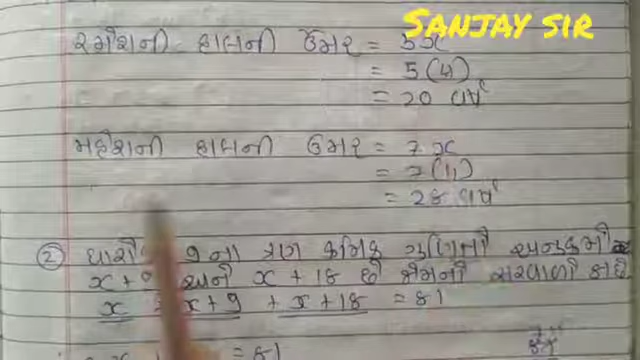 SANJAY SIR
રમેશની હાલની ઉંમર = 5x
= 5(4)
= 20 વર્ષ
મહેશની હાલની ઉંમર = 7x
= 7(4)
= 28 વર્ષ
② ધારો 9 ના ત્રણ ક્રમિક ગુણિતો અનુક્રમે
x + 9 અને x + 18 છે જેમનો સરવાળો
x + x + 9 + x + 18 = 81
= 81